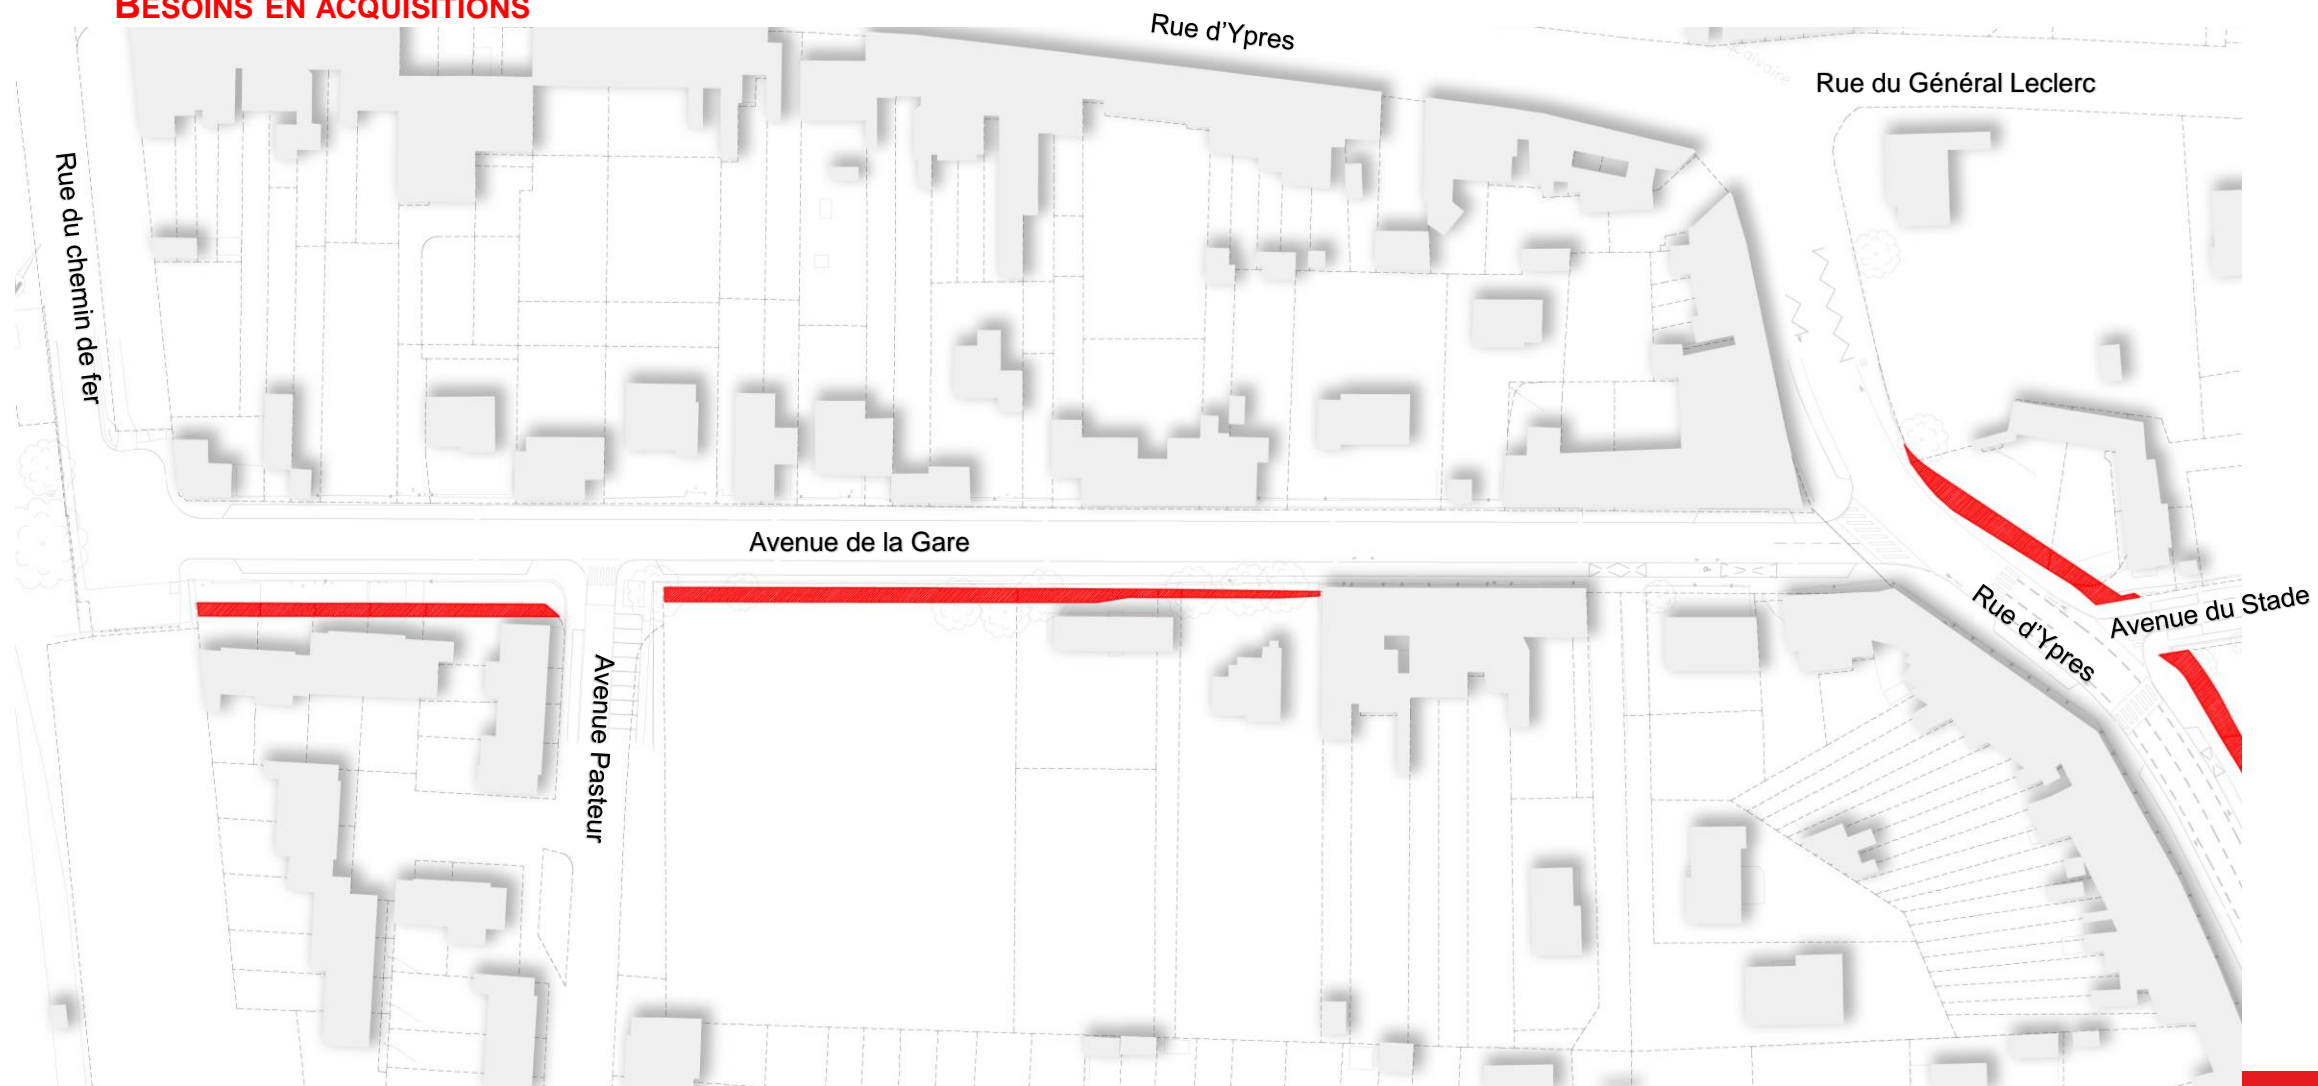 BESOINS EN ACQUISITIONS
Rue d'Ypres
Calvaire
Rue du Général Leclerc
Rue du chemin de fer
Avenue de la Gare
Avenue du Stade
Rue d'Ypres
Avenue Pasteur